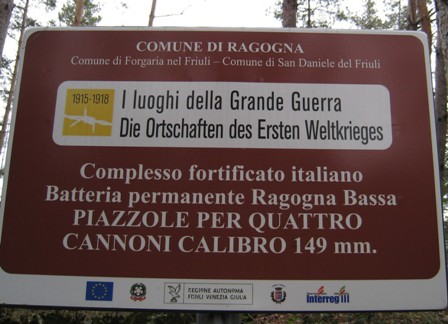 COMUNE DI RAGOGNA
Comune di Forgaria nel Friuli – Comune di San Daniele del Friuli
1915-1918
I luoghi della Grande Guerra
Die Ortschaften des Ersten Weltkrieges
Complesso fortificato italiano
Batteria permanente Ragogna Bassa
PIAZZOLE PER QUATTRO
CANNONI CALIBRO 149 mm.
REGIONE AUTONOMA
FRIULI VENEZIA GIULIA
Interreg III